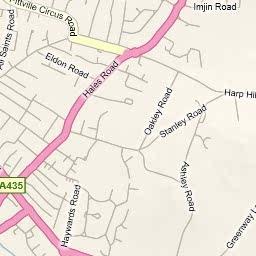 Imjin Road
Pittville Circus Road
All Saints Road
Eldon Road
Hales Road
Harp Hil
Oakley Road
Stanley Road
Ashley Road
A435
Haywards Road
Greenway L